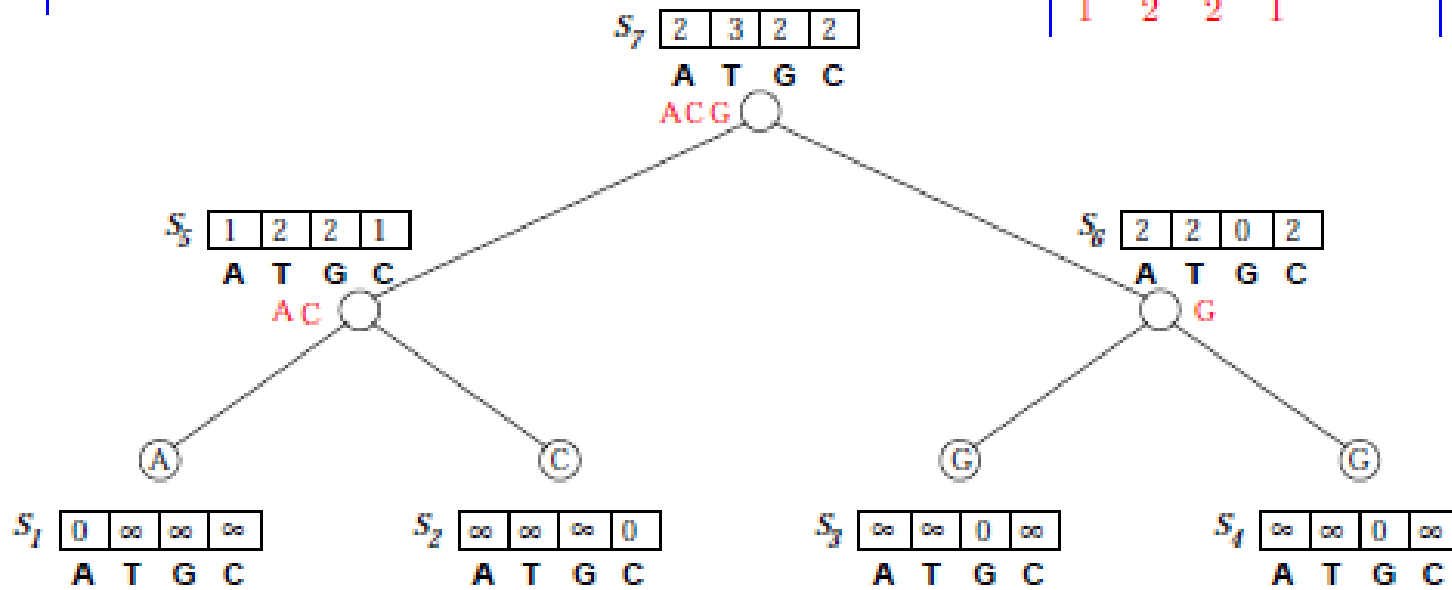 1 2 2 1
S7 2 3 2 2
A T G C
ACG
S5 1 2 2 1
A T G C
AC
S6 2 2 0 2
A T G C
G
A
C
G
G
S1 0 ∞ ∞ ∞
A T G C
S2 ∞ ∞ ∞ 0
A T G C
S3 ∞ ∞ 0 ∞
A T G C
S4 ∞ ∞ 0 ∞
A T G C